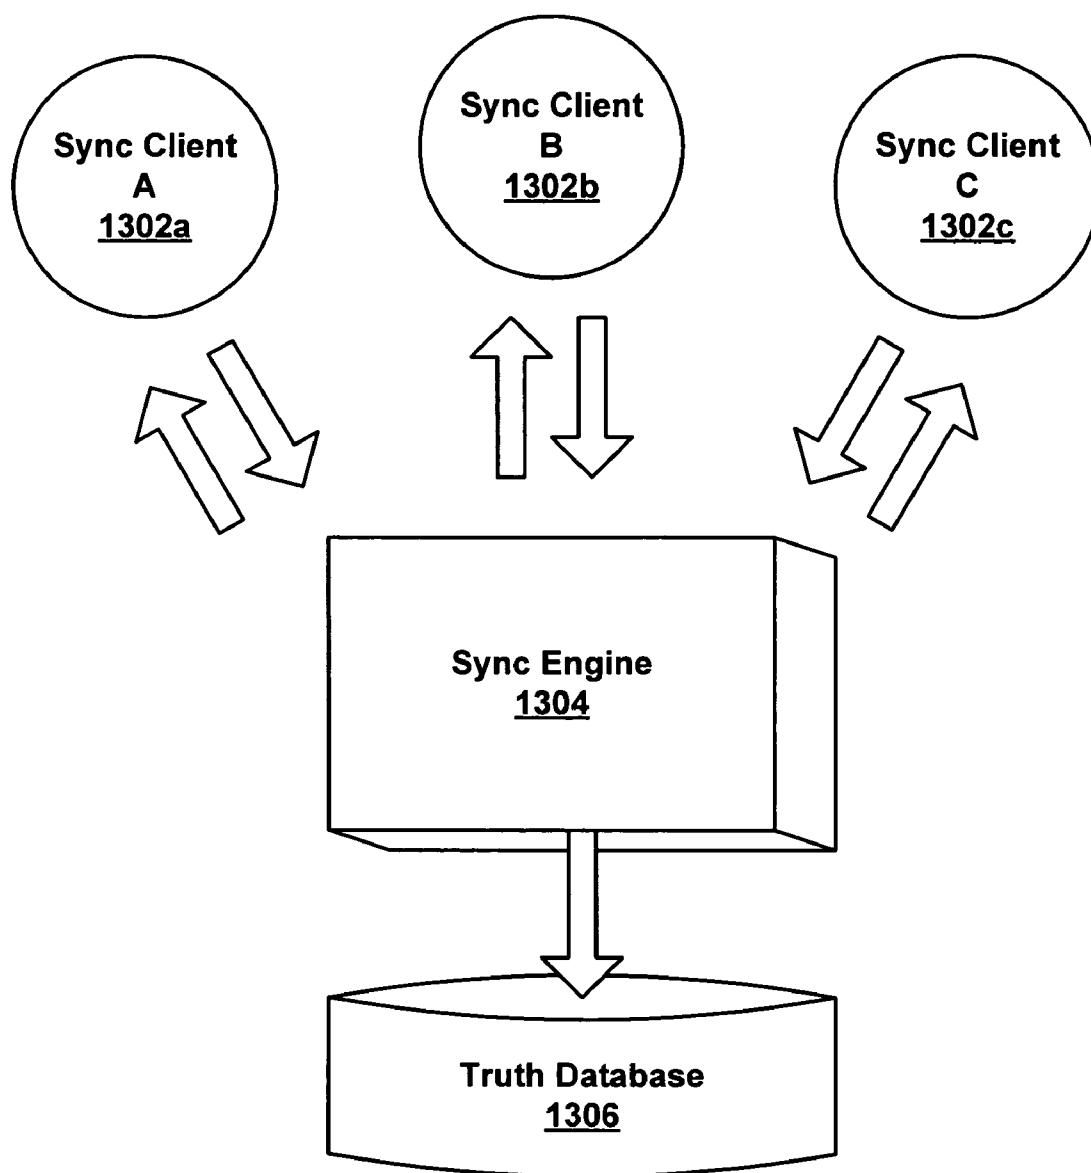 Sync Client
A
1302a
Sync Client
B
1302b
Sync Client
C
1302c
Sync Engine
1304
Truth Database
1306